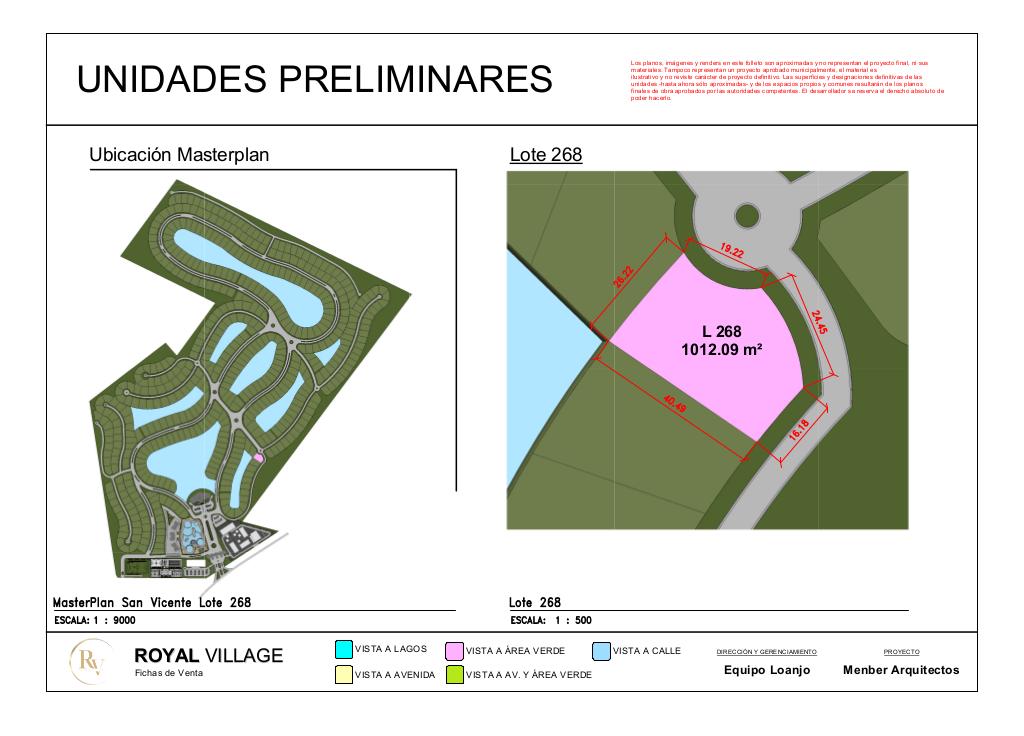 UNIDADES PRELIMINARES
Los planos, imágenes y renders en este folleto son aproximadas y no representan el proyecto final, ni sus
materiales. Tampoco representan un proyecto aprobado municipalmente, el material es
ilustrativo y no reviste carácter de proyecto definitivo. Las superficies y designaciones definitivas de las
unidades -hasta ahora sólo aproximadas- y de los espacios propios y comunes resultarán de los planos
finales de obra aprobados por las autoridades competentes. El desarrollador se reserva el derecho absoluto de
poder hacerlo.
Ubicación Masterplan
Lote 268
19.22
26.22
24.45
L 268
1012.09 m²
40.49
16.18
MasterPlan San Vicente Lote 268
ESCALA: 1 : 9000
Lote 268
ESCALA: 1 : 500
RV
ROYAL VILLAGE
Fichas de Venta
VISTA A LAGOS
VISTA A ÁREA VERDE
VISTA A CALLE
VISTA A AVENIDA
VISTA A AV. Y ÁREA VERDE
DIRECCIÓN Y GERENCIAMIENTO
Equipo Loanjo
PROYECTO
Menber Arquitectos